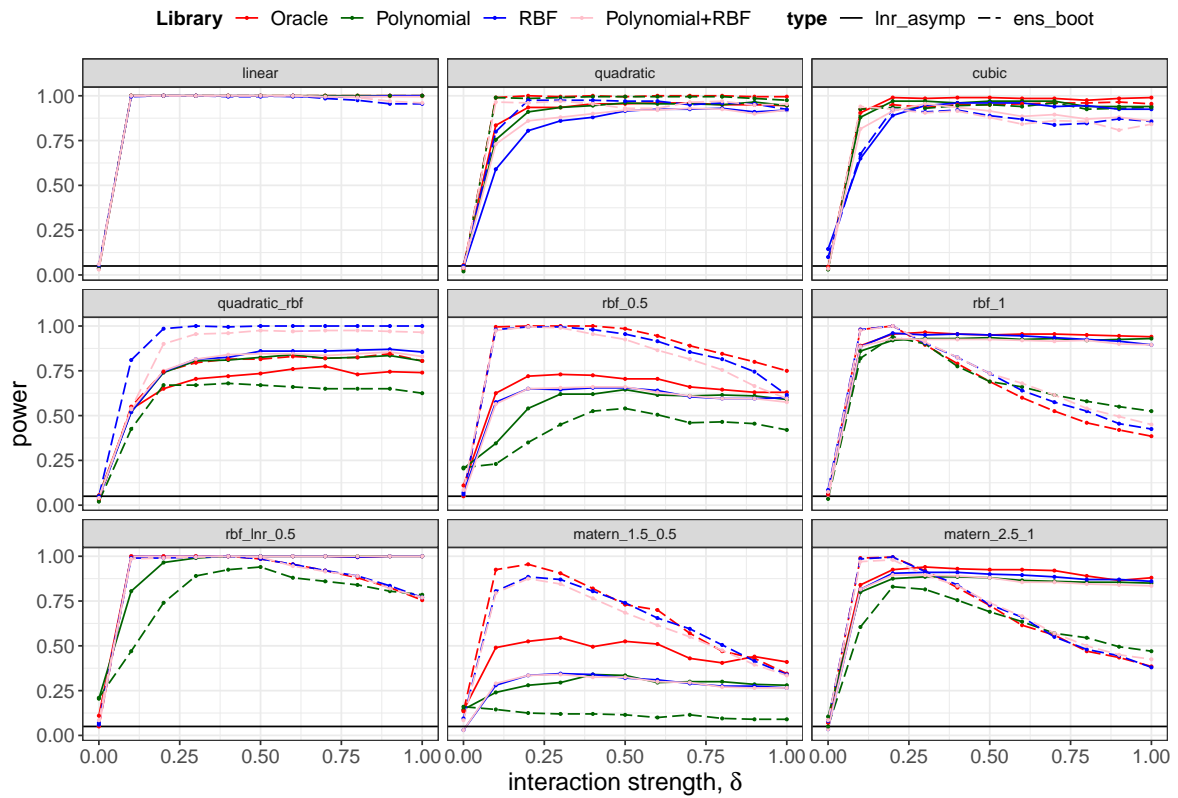 Library Oracle Polynomial RBF Polynomial+RBF type lnr_asymp ens_boot
linear quadratic cubic
1.00
0.75
0.50
0.25
0.00
quadratic_rbf rbf_0.5 rbf_1
1.00
0.75
0.50
0.25
0.00
power
rbf_lnr_0.5 matern_1.5_0.5 matern_2.5_1
1.00
0.75
0.50
0.25
0.00
0.00 0.25 0.50 0.75 1.00 0.00 0.25 0.50 0.75 1.00 0.00 0.25 0.50 0.75 1.00
interaction strength, δ